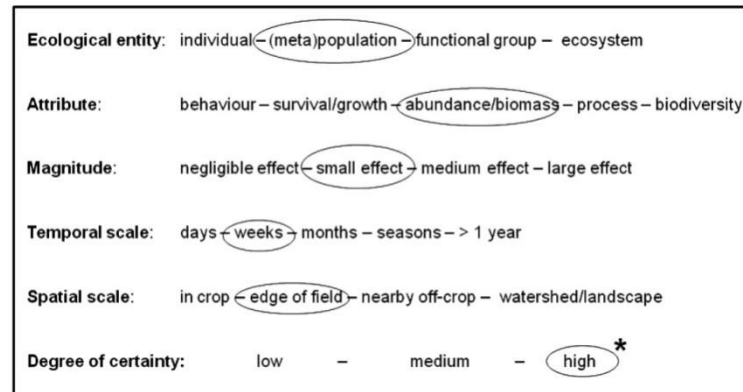 Ecological entity: individual – (meta)population – functional group – ecosystem
Attribute: behaviour – survival/growth – abundance/biomass – process – biodiversity
Magnitude: negligible effect – small effect – medium effect – large effect
Temporal scale: days – weeks – months – seasons – > 1 year
Spatial scale: in crop – edge of field – nearby off-crop – watershed/landscape
Degree of certainty: low – medium – high *